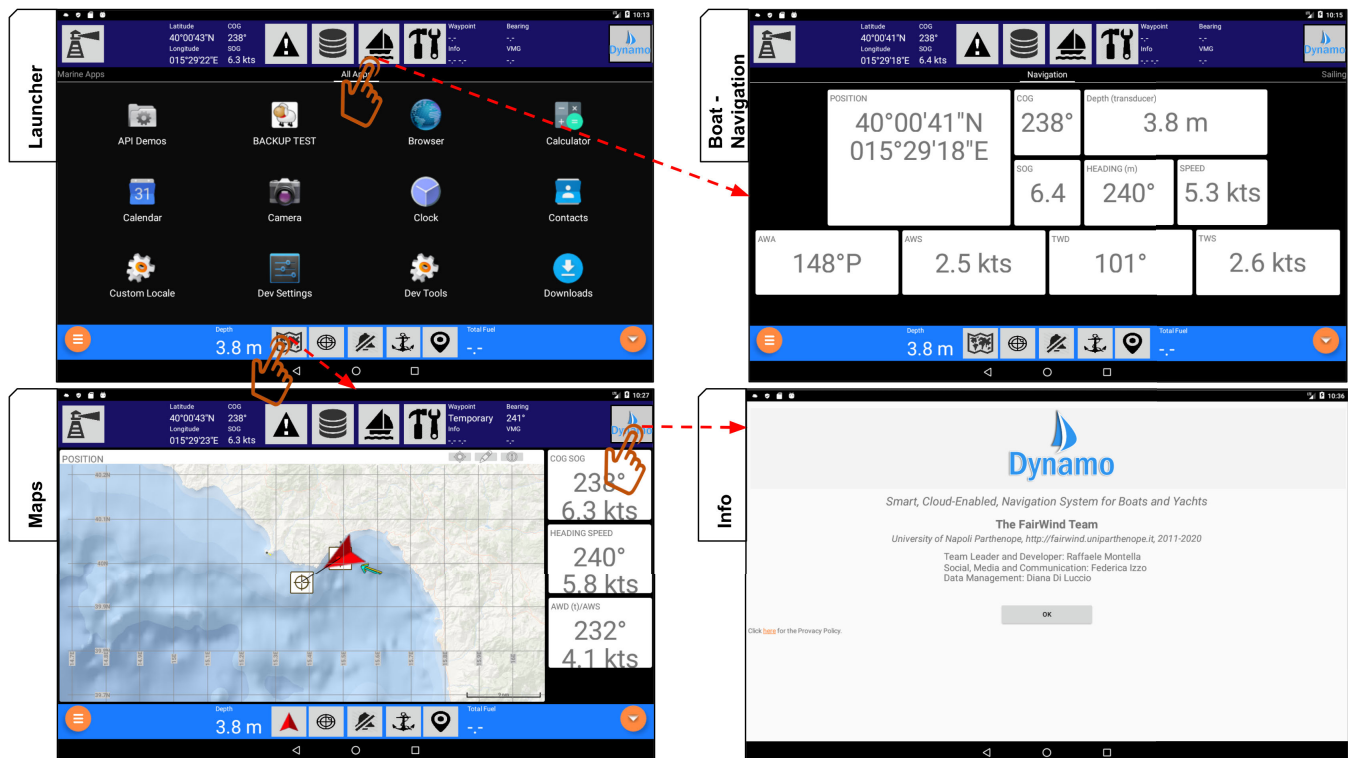 Launcher
10:13
Latitude
40°00'43"N
Longitude
015°29'22"E
COG
238°
SOG
6.3 kts
Waypoint
-.-
Info
-.-
-.-
Bearing
-.-
VMG
-.-
Dynamo
Marine Apps
All Apps
API Demos
BACKUP TEST
Browser
Calculator
31
Calendar
Camera
Clock
Contacts
Custom Locale
Dev Settings
Dev Tools
Downloads
Depth
3.8 m
Total Fuel
-.-
Boat -
Navigation
10:15
Latitude
40°00'41"N
Longitude
015°29'18"E
COG
238°
SOG
6.4 kts
Waypoint
-.-
Info
-.-
-.-
Bearing
-.-
VMG
-.-
Dynamo
Navigation
Sailing
POSITION
40°00'41"N
015°29'18"E
COG
238°
Depth (transducer)
3.8 m
SOG
6.4
HEADING (m)
240°
SPEED
5.3 kts
AWA
148°P
AWS
2.5 kts
TWD
101°
TWS
2.6 kts
Depth
3.8 m
Total Fuel
-.-
Maps
10:27
Latitude
40°00'43"N
Longitude
015°29'23"E
COG
238°
SOG
6.3 kts
Waypoint
Temporary
Info
-.-
-.-
Bearing
241°
VMG
-.-
POSITION
COG SOG
238°
6.3 kts
HEADING SPEED
240°
5.8 kts
AWD (t)/AWS
232°
4.1 kts
Depth
3.8 m
Total Fuel
-.-
Info
10:36
Dynamo
Smart, Cloud-Enabled, Navigation System for Boats and Yachts
The FairWind Team
University of Napoli Parthenope, http://fairwind.uniparthenope.it, 2011-2020
Team Leader and Developer: Raffaele Montella
Social, Media and Communication: Federica Izzo
Data Management: Diana Di Luccio
OK
Click here for the Provacy Policy.